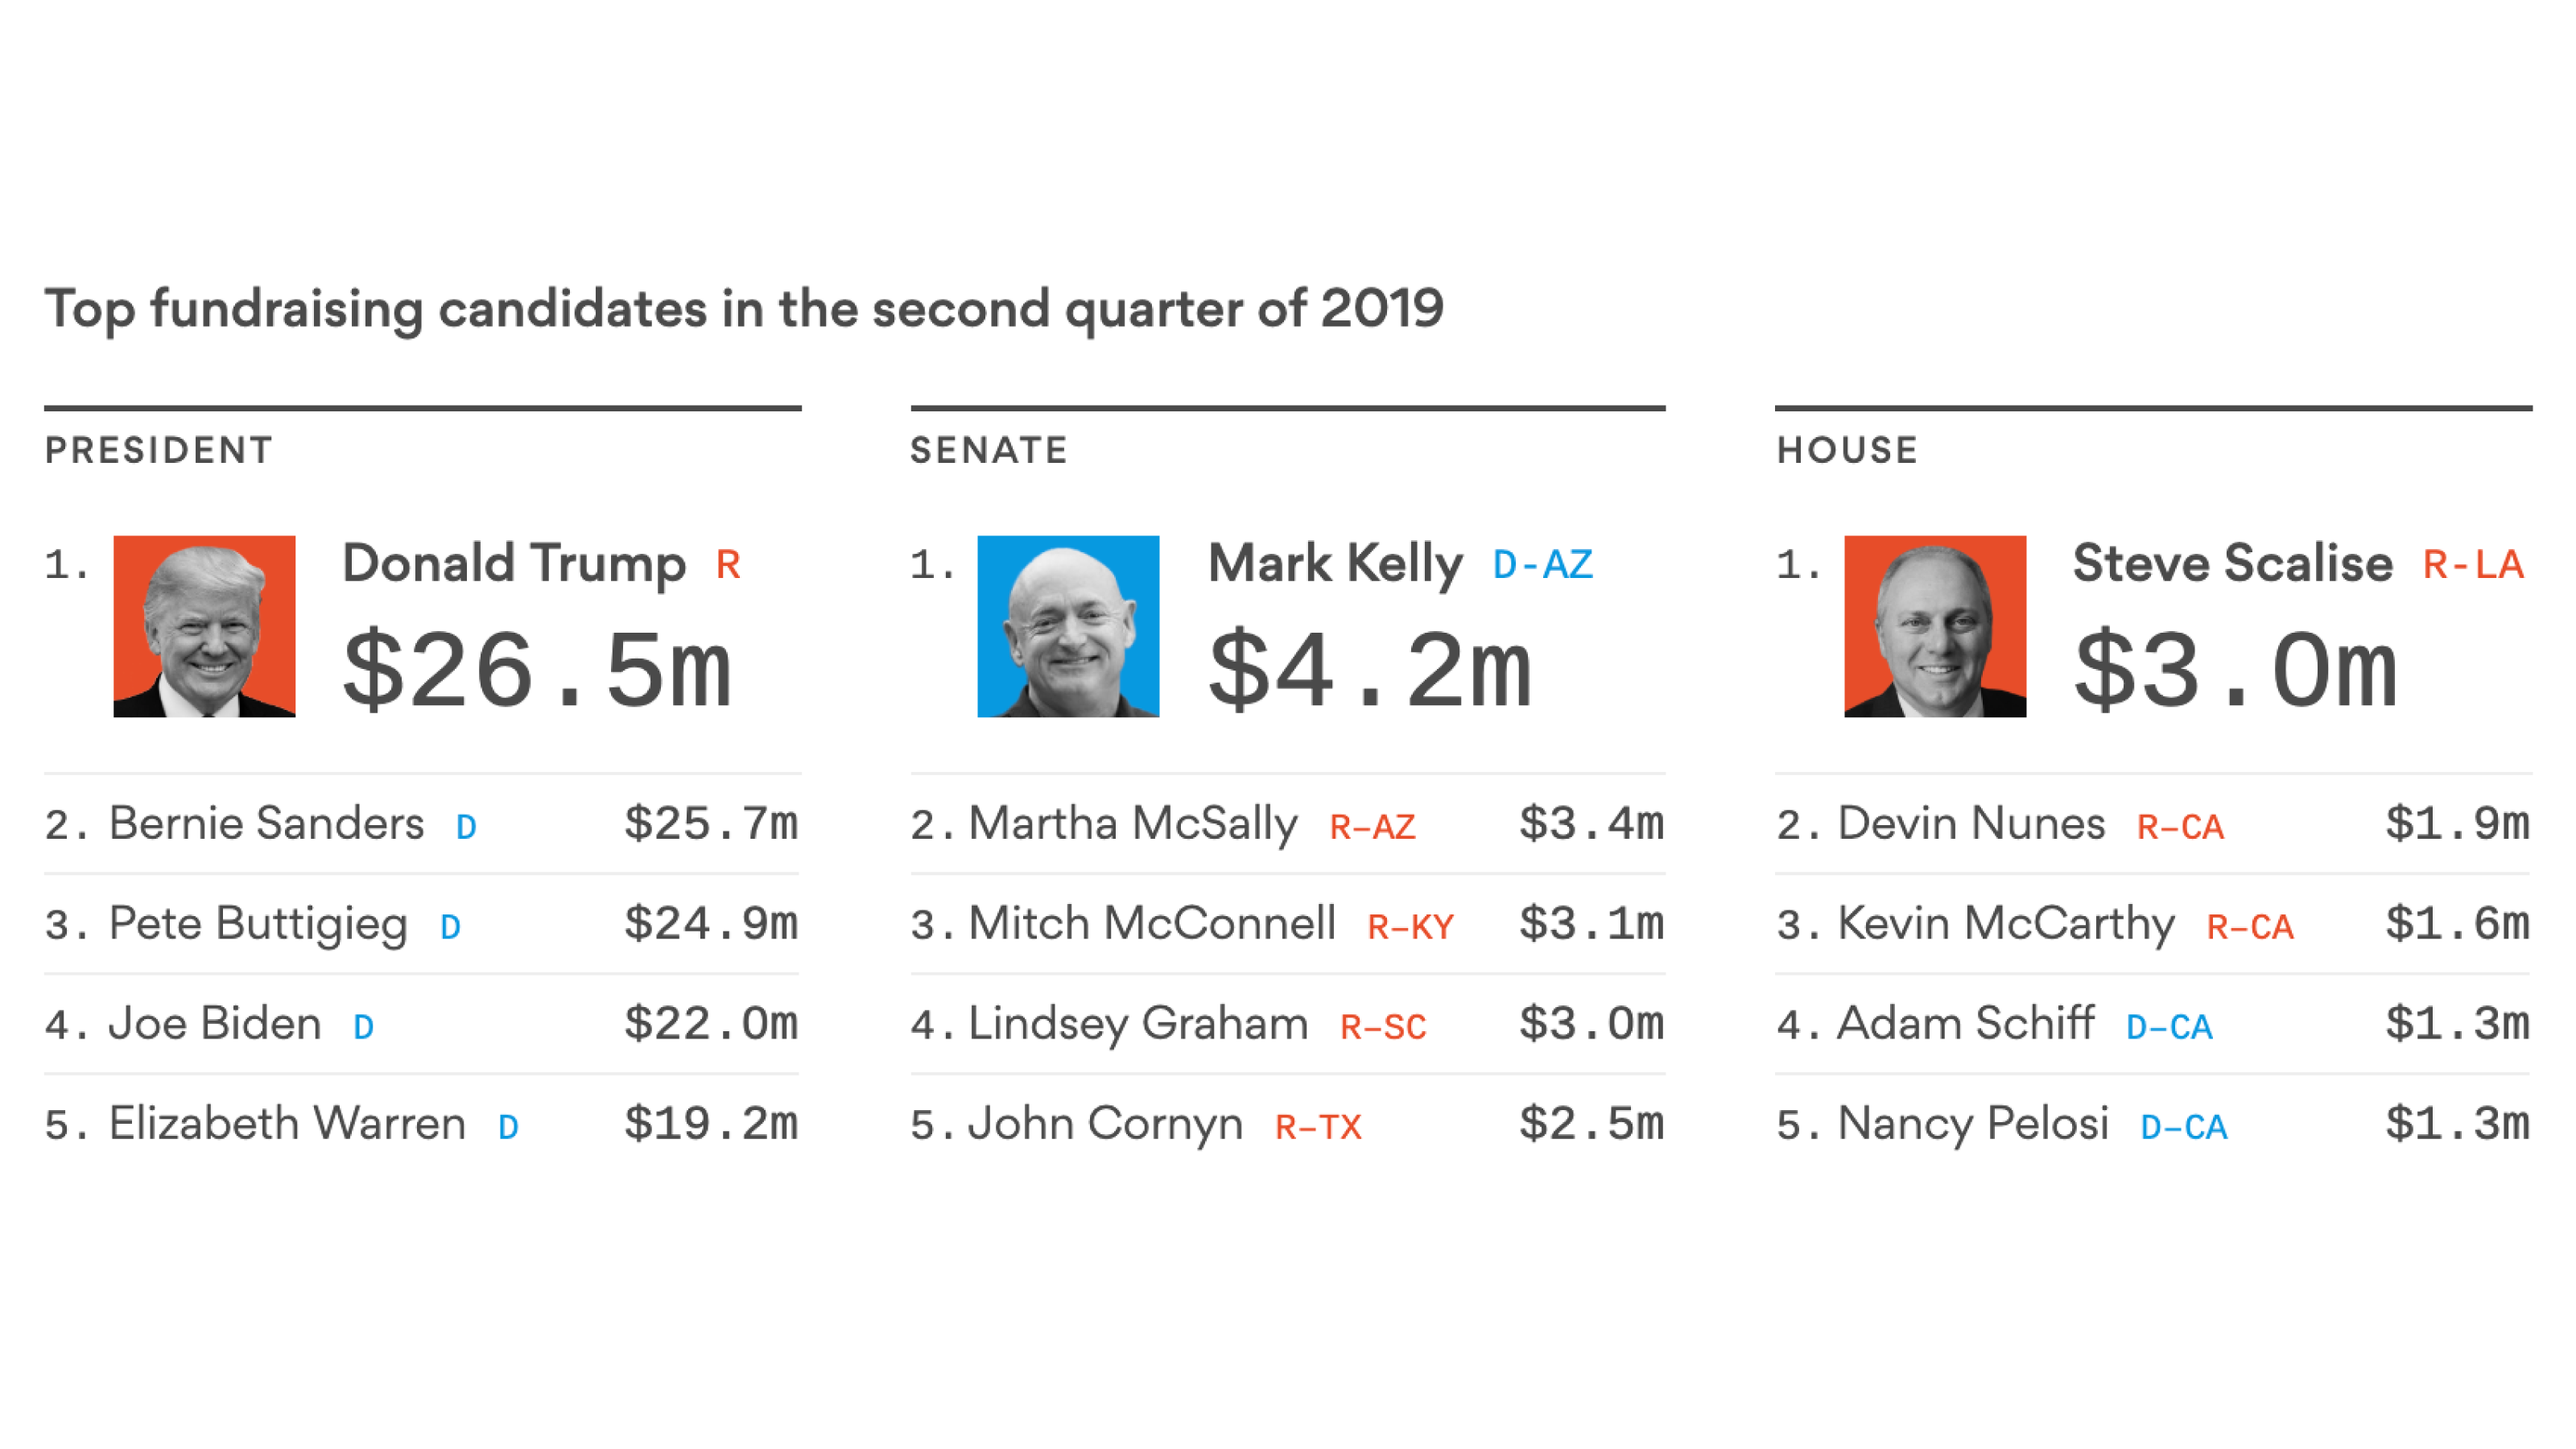 Top fundraising candidates in the second quarter of 2019
PRESIDENT
1. Donald Trump R
$26.5m
2. Bernie Sanders D $25.7m
3. Pete Buttigieg D $24.9m
4. Joe Biden D $22.0m
5. Elizabeth Warren D $19.2m
SENATE
1. Mark Kelly D-AZ
$4.2m
2. Martha McSally R–AZ $3.4m
3. Mitch McConnell R–KY $3.1m
4. Lindsey Graham R–SC $3.0m
5. John Cornyn R–TX $2.5m
HOUSE
1. Steve Scalise R-LA
$3.0m
2. Devin Nunes R–CA $1.9m
3. Kevin McCarthy R–CA $1.6m
4. Adam Schiff D–CA $1.3m
5. Nancy Pelosi D–CA $1.3m